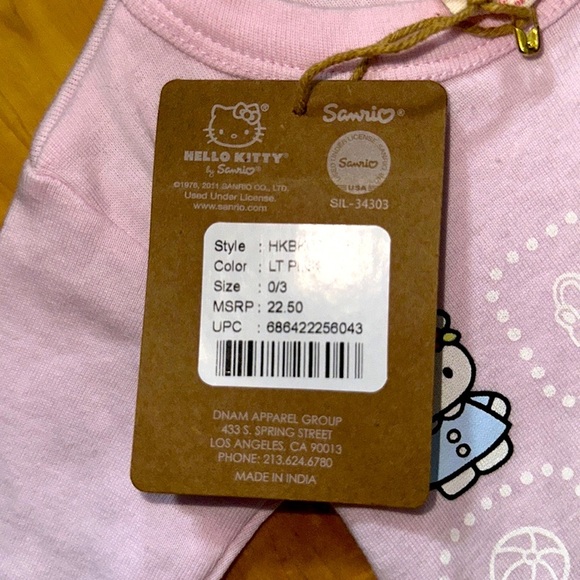 HELLO KITTY®
by Sanrio
©1976, 2011 SANRIO CO., LTD.
Used Under License.
www.sanrio.com
Sanrio®
Sanrio
USA
SIL-34303
Style :
Color : LT
Size : 0/3
MSRP : 22.50
UPC : 686422256043
DNAM APPAREL GROUP
433 S. SPRING STREET
LOS ANGELES, CA 90013
PHONE: 213.624.6780
MADE IN INDIA